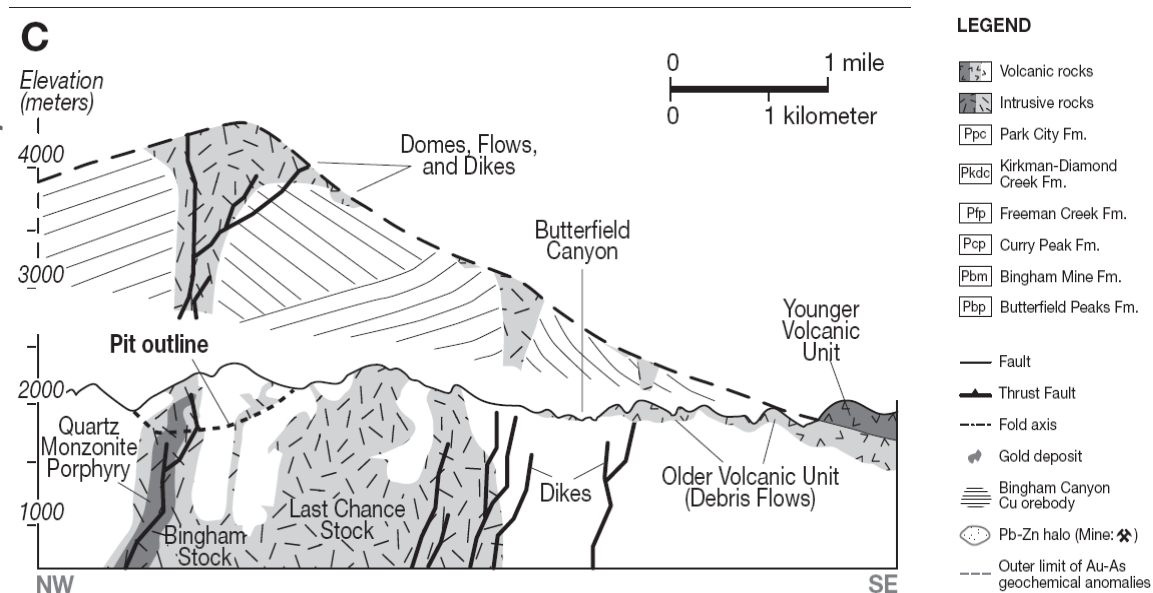 C
Elevation
(meters)
4000
3000
2000
1000
0
1 mile
0
1 kilometer
Domes, Flows,
and Dikes
Butterfield
Canyon
Younger
Volcanic
Unit
Pit outline
Quartz
Monzonite
Porphyry
Bingham
Stock
Last Chance
Stock
Dikes
Older Volcanic Unit
(Debris Flows)
NW
SE
LEGEND
Volcanic rocks
Intrusive rocks
Ppc Park City Fm.
Pkdc Kirkman-Diamond
Creek Fm.
Pfp Freeman Creek Fm.
Pcp Curry Peak Fm.
Pbm Bingham Mine Fm.
Pbp Butterfield Peaks Fm.
Fault
Thrust Fault
Fold axis
Gold deposit
Bingham Canyon
Cu orebody
Pb-Zn halo (Mine: ⚒)
Outer limit of Au-As
geochemical anomalies